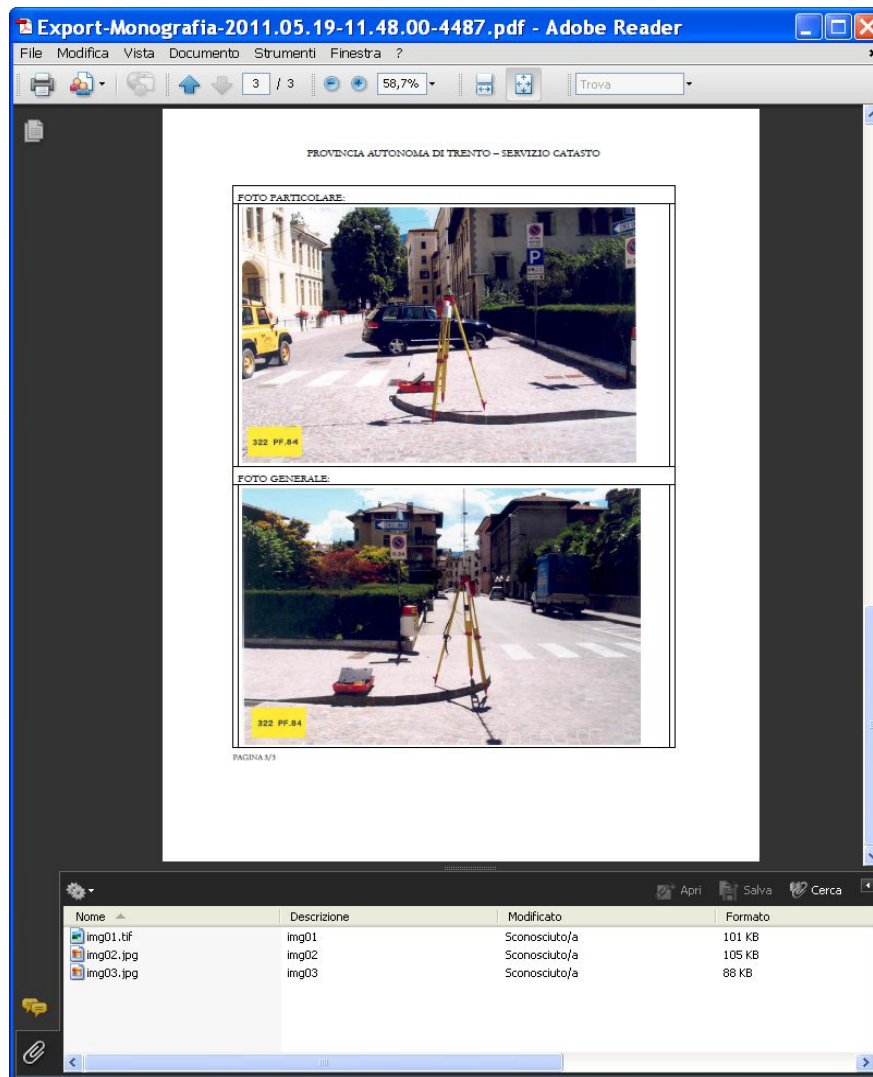 Export-Monografia-2011.05.19-11.48.00-4487.pdf - Adobe Reader
File Modifica Vista Documento Strumenti Finestra ?
3 / 3 58,7% Trova
PROVINCIA AUTONOMA DI TRENTO – SERVIZIO CATASTO
FOTO PARTICOLARE:
P
322 PF.84
FOTO GENERALE:
0-24
322 PF.84
PAGINA 3/3
Apri Salva Cerca
Nome Descrizione Modificato Formato
img01.tif img01 Sconosciuto/a 101 KB
img02.jpg img02 Sconosciuto/a 105 KB
img03.jpg img03 Sconosciuto/a 88 KB